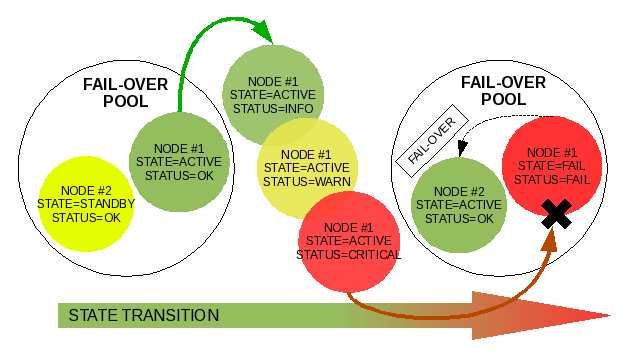 FAIL-OVER
POOL
NODE #1
STATE=ACTIVE
STATUS=OK
NODE #2
STATE=STANDBY
STATUS=OK
NODE #1
STATE=ACTIVE
STATUS=INFO
NODE #1
STATE=ACTIVE
STATUS=WARN
NODE #1
STATE=ACTIVE
STATUS=CRITICAL
FAIL-OVER
POOL
FAIL-OVER
NODE #1
STATE=FAIL
STATUS=FAIL
NODE #2
STATE=ACTIVE
STATUS=OK
STATE TRANSITION